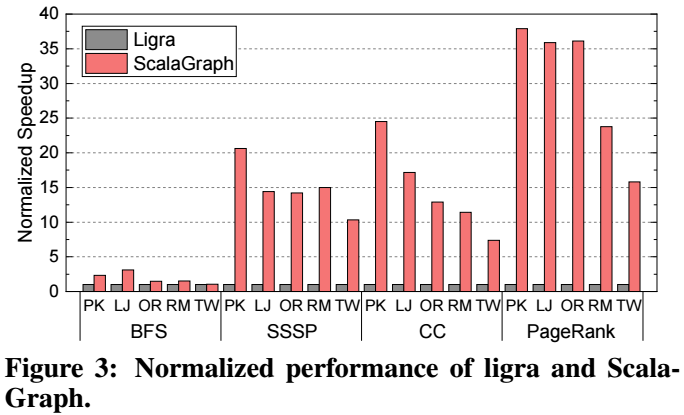 40
35
30
25
20
15
10
5
0
Normalized Speedup
Ligra
ScalaGraph
PK LJ OR RM TW PK LJ OR RM TW PK LJ OR RM TW PK LJ OR RM TW
BFS SSSP CC PageRank
Figure 3: Normalized performance of ligra and Scala-
Graph.